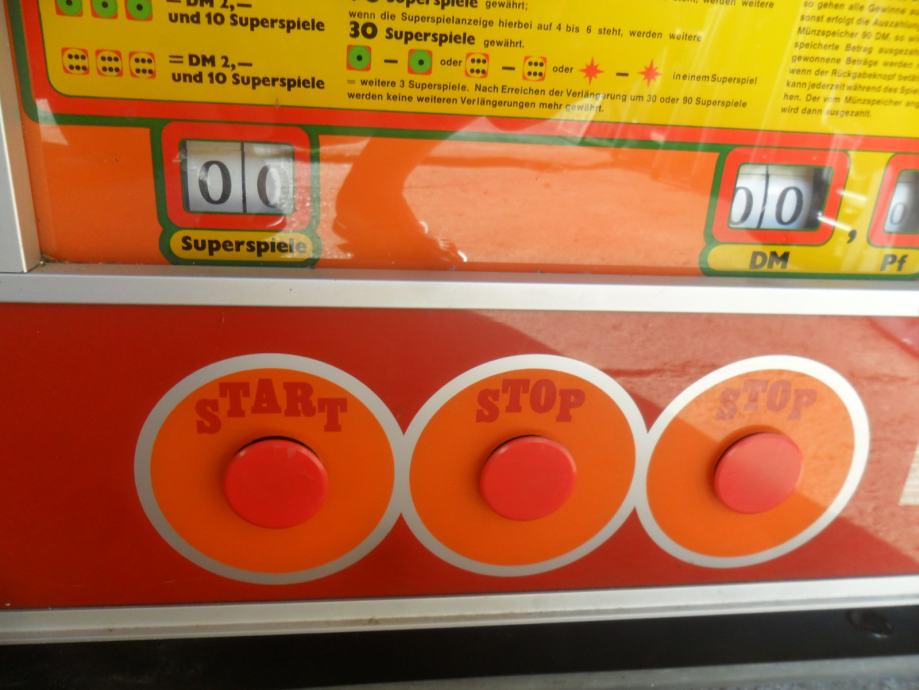 = DM 2,—
und 10 Superspiele
= DM 2,—
und 10 Superspiele
Superspiele gewährt;
wenn die Superspielanzeige hierbei auf 4 bis 6 steht, werden weitere
30 Superspiele gewährt.
— oder — oder — in einem Superspiel
= weitere 3 Superspiele. Nach Erreichen der Verlängerung um 30 oder 90 Superspiele
werden keine weiteren Verlängerungen mehr gewährt.
so gehen alle Gewinne
sonst erfolgt die Auszahlun
Münzspeicher 90 DM, so w
speicherte Betrag ausgeza
gewonnene Beträge werden
wenn der Rückgabeknopf betä
kann jederzeit während des Spie
hen. Der vom Münzspeicher a
wird dann ausgezahlt.
00
Superspiele
00
,
0
DM
Pf
START
STOP
STOP